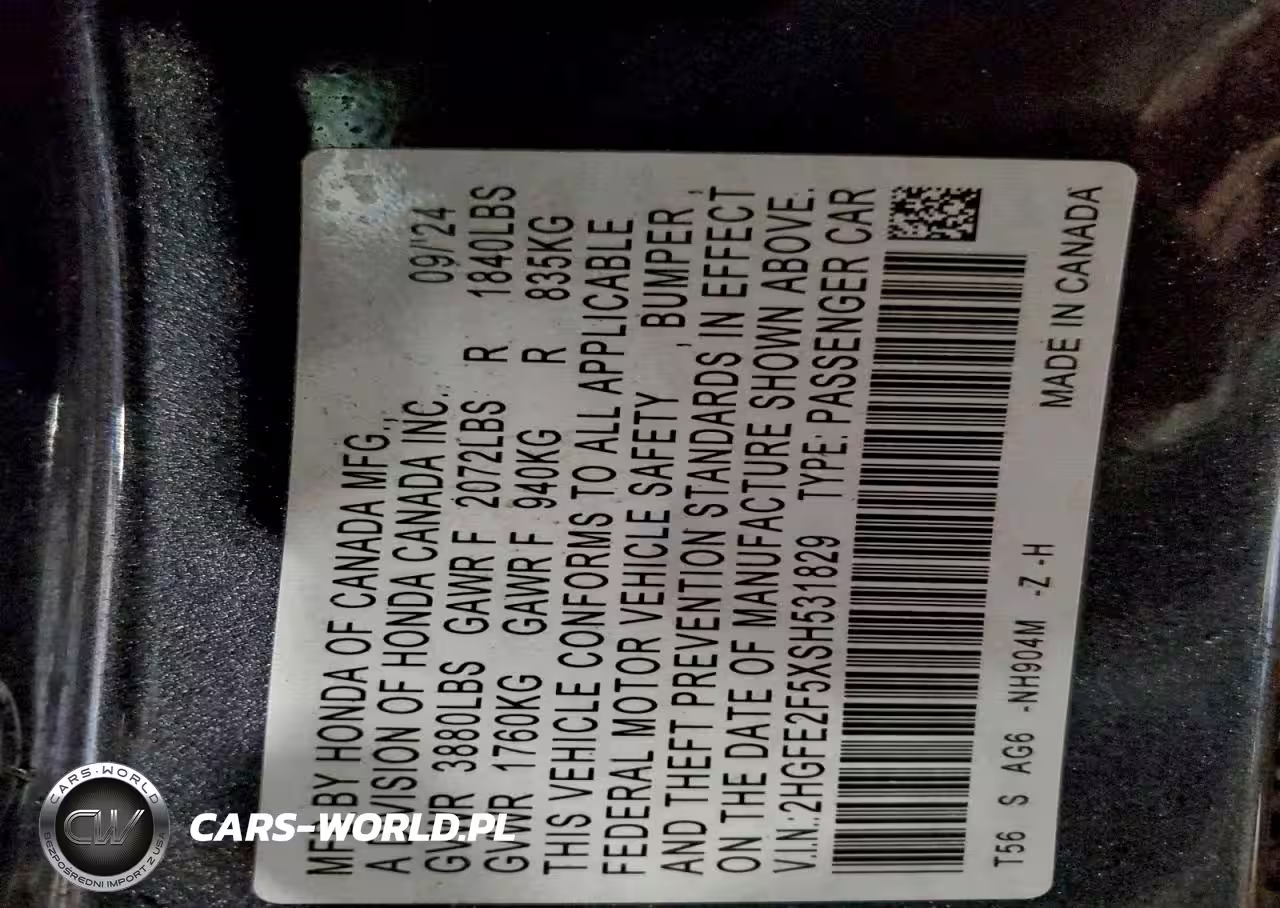 MFD BY HONDA OF CANADA MFG., 09/'24
A DIVISION OF HONDA CANADA INC.,
GVWR 3880LBS GAWR F 2072LBS R 1840LBS
GVWR 1760KG GAWR F 940KG R 835KG
THIS VEHICLE CONFORMS TO ALL APPLICABLE
FEDERAL MOTOR VEHICLE SAFETY, BUMPER,
AND THEFT PREVENTION STANDARDS IN EFFECT
ON THE DATE OF MANUFACTURE SHOWN ABOVE.
V.I.N.:2HGFE2F5XSH531829 TYPE: PASSENGER CAR
T56 S AG6 -NH904M -Z -H MADE IN CANADA
CARS-WORLD
CW
BEZPOŚREDNI IMPORT Z USA
CARS-WORLD.PL